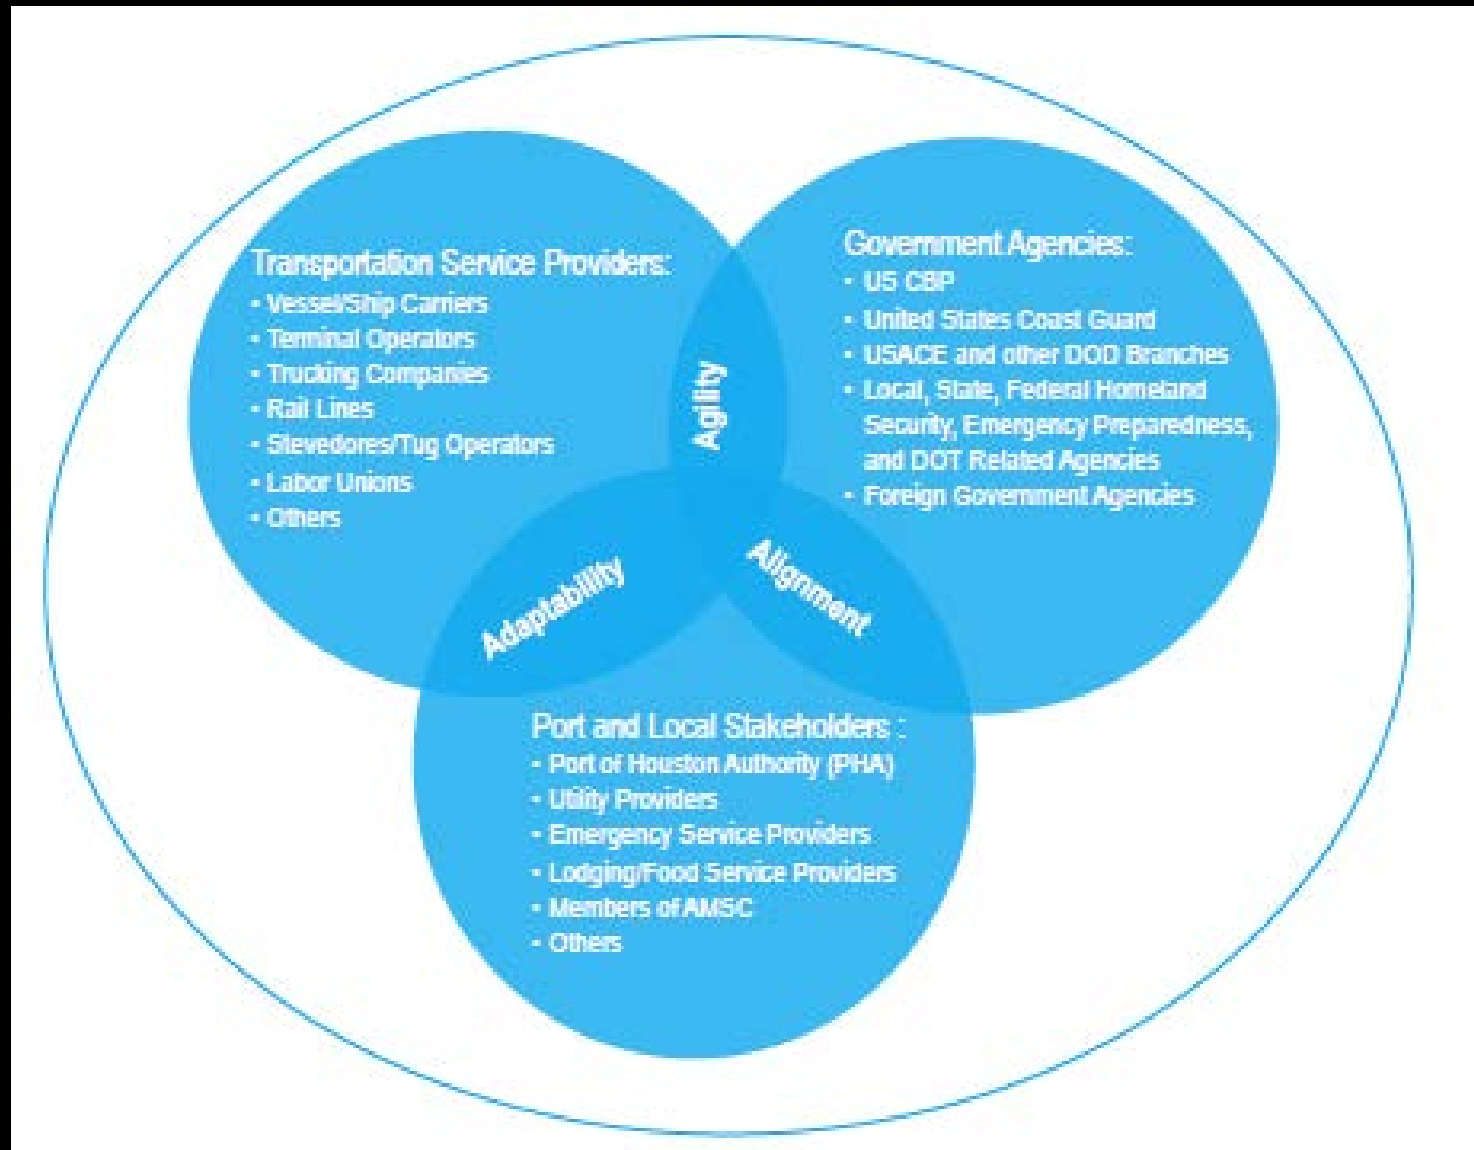 Transportation Service Providers:
• Vessel/Ship Carriers
• Terminal Operators
• Trucking Companies
• Rail Lines
• Stevedores/Tug Operators
• Labor Unions
• Others
Government Agencies:
• US CBP
• United States Coast Guard
• USACE and other DOD Branches
• Local, State, Federal Homeland
Security, Emergency Preparedness,
and DOT Related Agencies
• Foreign Government Agencies
Agility
Adaptability
Alignment
Port and Local Stakeholders :
• Port of Houston Authority (PHA)
• Utility Providers
• Emergency Service Providers
• Lodging/Food Service Providers
• Members of AMSC
• Others